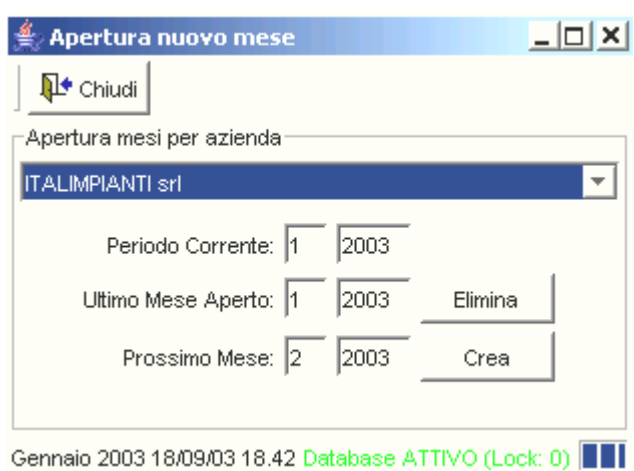 Apertura nuovo mese
Chiudi
Apertura mesi per azienda
ITALIMPIANTI srl
Periodo Corrente: 1 2003
Ultimo Mese Aperto: 1 2003 Elimina
Prossimo Mese: 2 2003 Crea
Gennaio 2003 18/09/03 18.42 Database ATTIVO (Lock: 0)